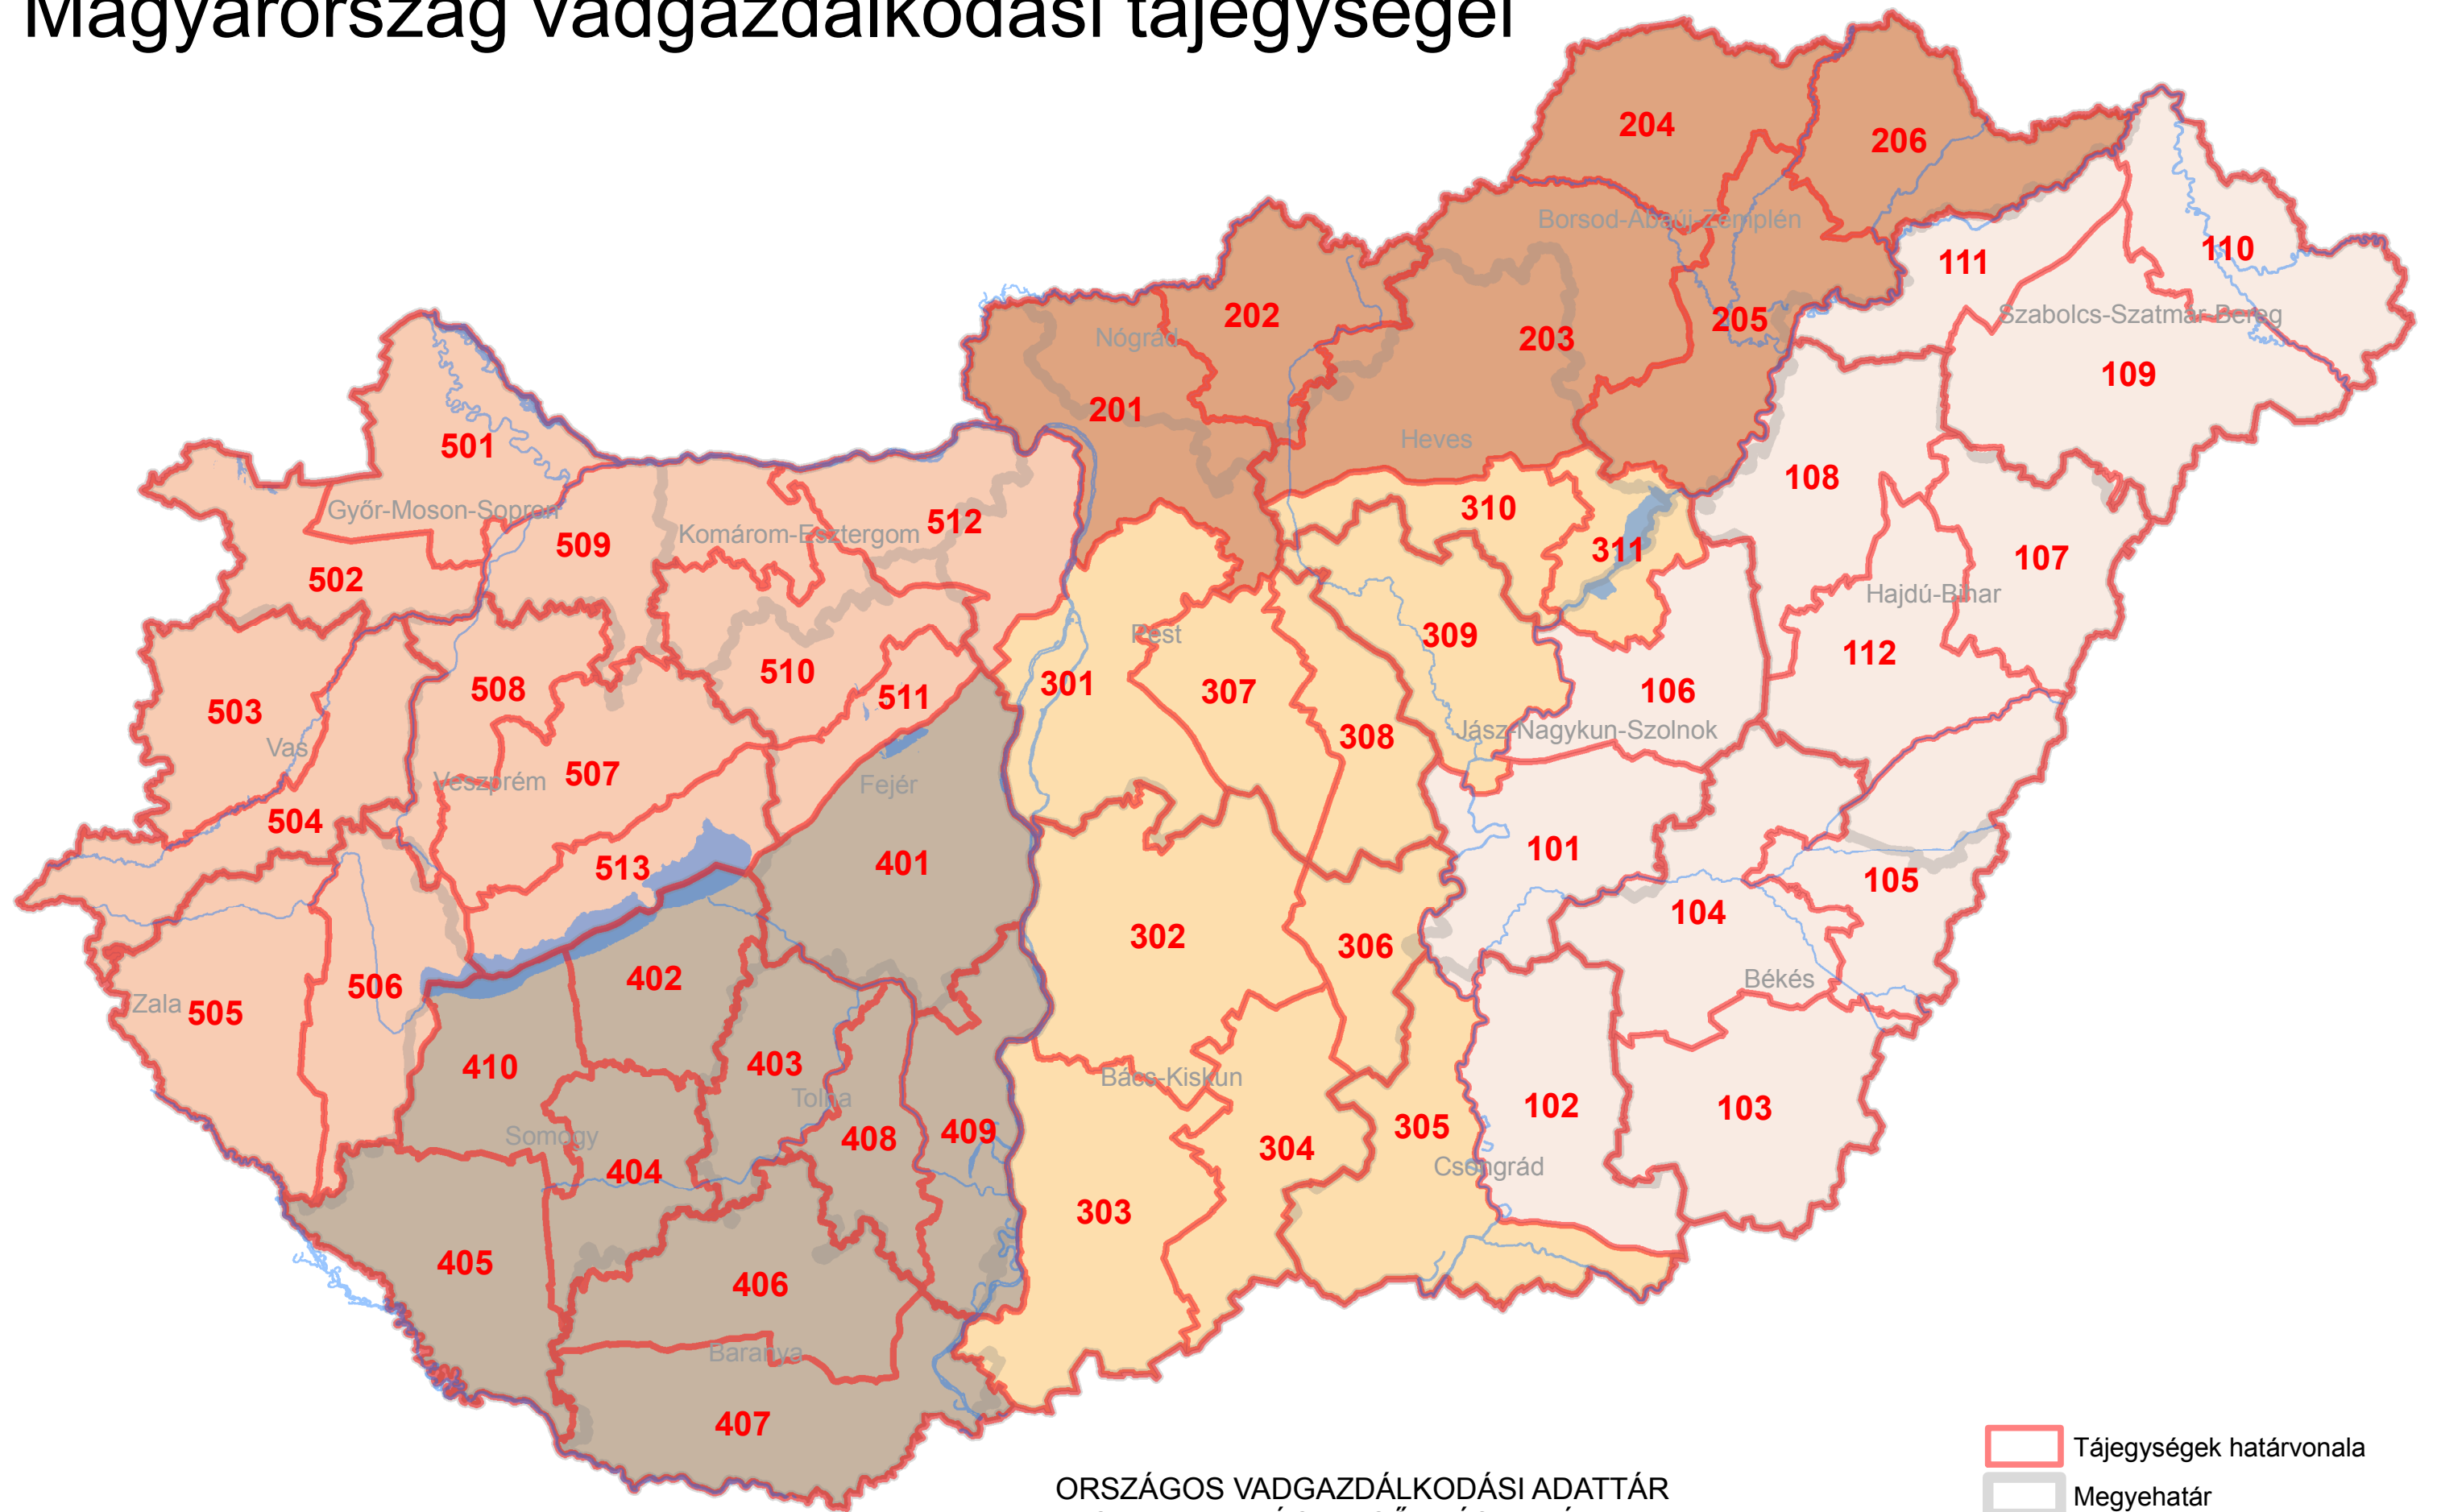 Magyarország vadgazdálkodási tájegységei
204
206
Borsod-Abaúj-Zemplén
110
111
202
Nógrád
203
205
Szabolcs-Szatmár-Bereg
109
201
Heves
501
108
310
Győr-Moson-Sopron
512
Komárom-Esztergom
509
311
107
502
Hajdú-Bihar
Pest
309
112
510
301
307
106
508
511
503
Vas
308
Jász-Nagykun-Szolnok
507
Veszprém
Fejér
504
101
513
401
105
104
302
306
402
506
Békés
Zala
505
410
403
Bács-Kiskun
Tolna
102
103
305
Somogy
408
409
304
Csongrád
404
303
405
406
Baranya
407
Tájegységek határvonala
ORSZÁGOS VADGAZDÁLKODÁSI ADATTÁR
Megyehatár